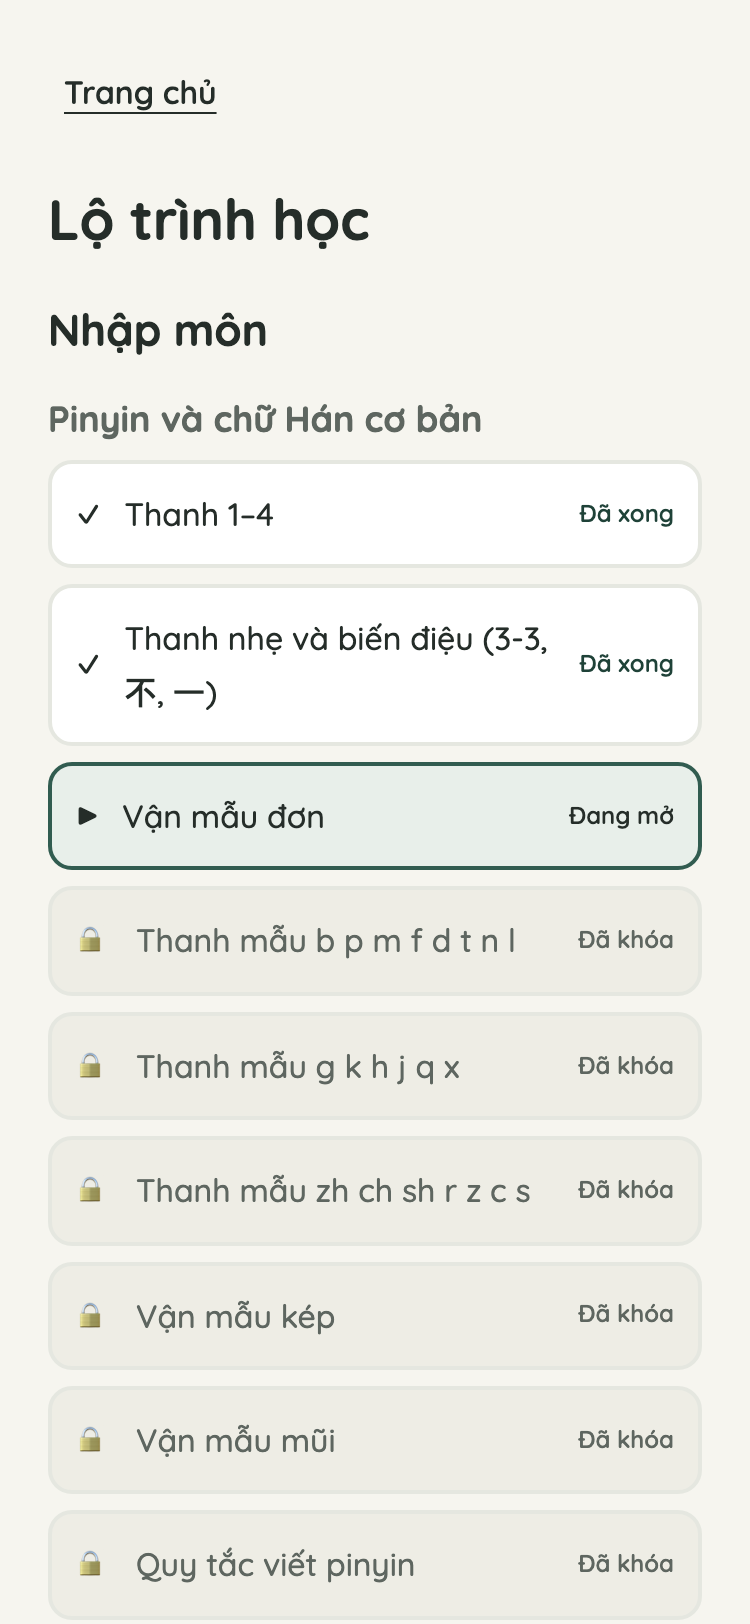 Trang chủ
Lộ trình học
Nhập môn
Pinyin và chữ Hán cơ bản
Thanh 1–4
Đã xong
Thanh nhẹ và biến điệu (3-3,
不, 一)
Đã xong
Vận mẫu đơn
Đang mở
Thanh mẫu b p m f d t n l
Đã khóa
Thanh mẫu g k h j q x
Đã khóa
Thanh mẫu zh ch sh r z c s
Đã khóa
Vận mẫu kép
Đã khóa
Vận mẫu mũi
Đã khóa
Quy tắc viết pinyin
Đã khóa